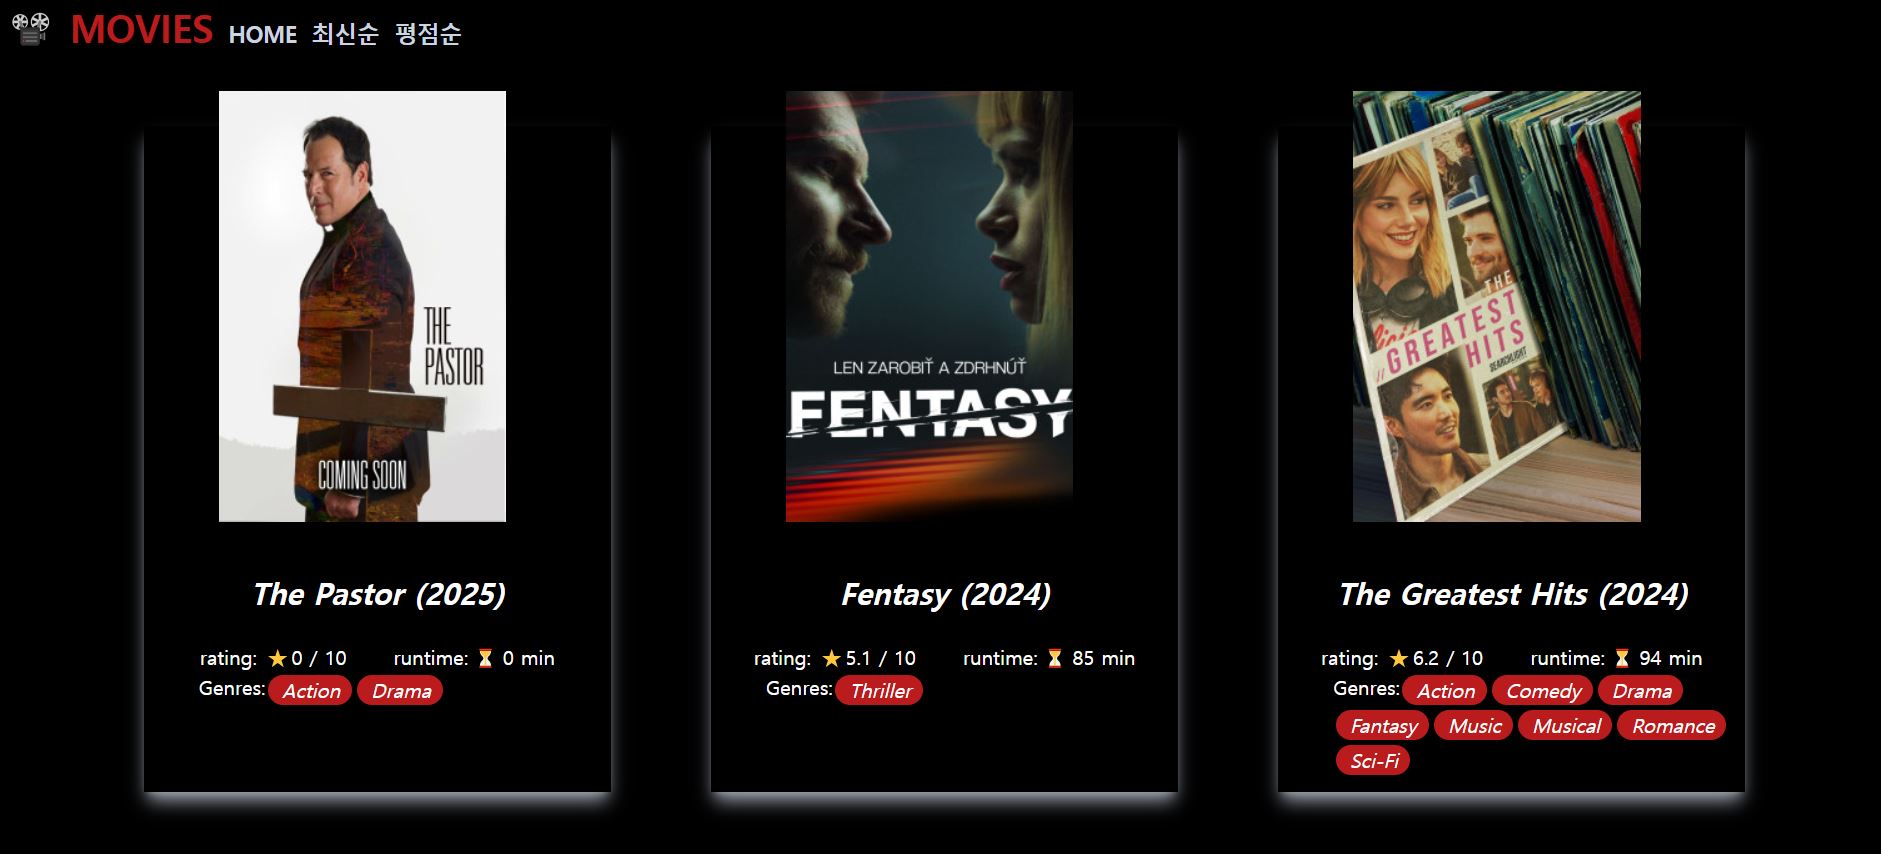 MOVIES HOME 최신순 평점순
THE
PASTOR
COMING SOON
LEN ZAROBIŤ A ZDRHNÚŤ
FENTASY
THE
GREATEST
HITS
SEARCHLIGHT
The Pastor (2025)
rating: ⭐0 / 10 runtime: ⏳ 0 min
Genres: Action Drama
Fentasy (2024)
rating: ⭐5.1 / 10 runtime: ⏳ 85 min
Genres: Thriller
The Greatest Hits (2024)
rating: ⭐6.2 / 10 runtime: ⏳ 94 min
Genres: Action Comedy Drama
Fantasy Music Musical Romance
Sci-Fi